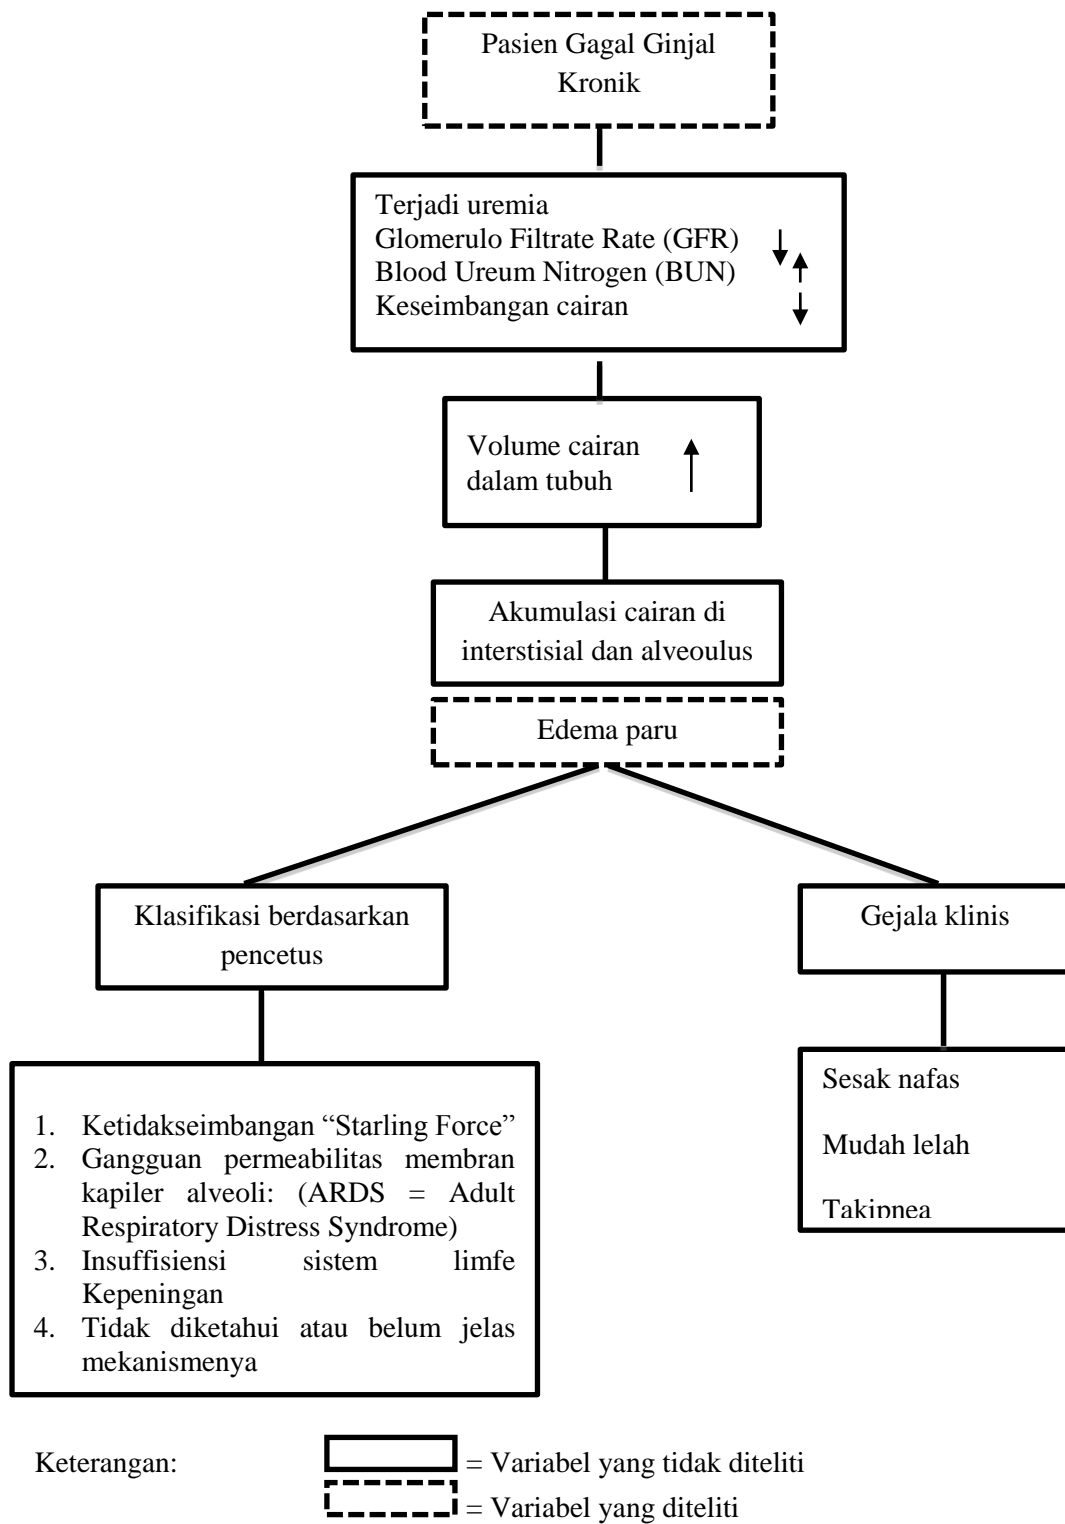 Pasien Gagal Ginjal
Kronik
Terjadi uremia
Glomerulo Filtrate Rate (GFR)
Blood Ureum Nitrogen (BUN)
Keseimbangan cairan
Volume cairan
dalam tubuh
Akumulasi cairan di
interstisial dan alveoulus
Edema paru
Klasifikasi berdasarkan
pencetus
Gejala klinis
1. Ketidakseimbangan “Starling Force”
2. Gangguan permeabilitas membran
kapiler alveoli: (ARDS = Adult
Respiratory Distress Syndrome)
3. Insuffisiensi sistem limfe
Kepeningan
4. Tidak diketahui atau belum jelas
mekanismenya
Sesak nafas
Mudah lelah
Takipnea
Keterangan:
= Variabel yang tidak diteliti
= Variabel yang diteliti